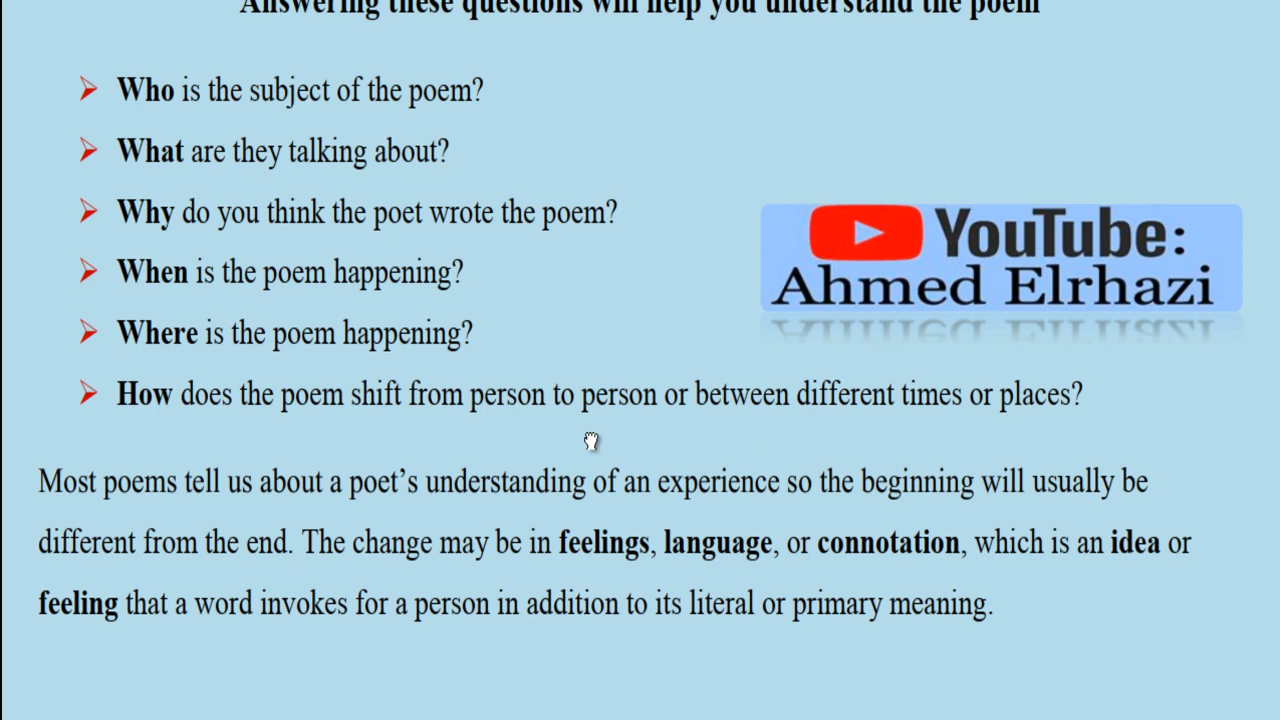 Answering these questions will help you understand the poem
Who is the subject of the poem?
What are they talking about?
Why do you think the poet wrote the poem?
YouTube:
Ahmed Elrhazi
When is the poem happening?
Where is the poem happening?
How does the poem shift from person to person or between different times or places?
Most poems tell us about a poet’s understanding of an experience so the beginning will usually be
different from the end. The change may be in feelings, language, or connotation, which is an idea or
feeling that a word invokes for a person in addition to its literal or primary meaning.